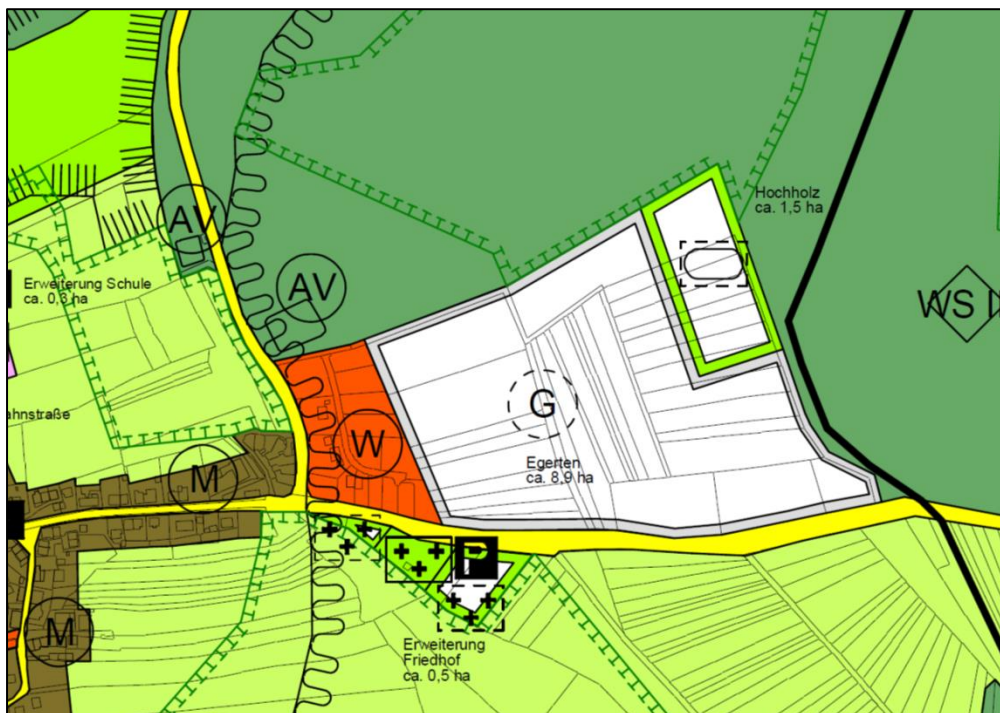 Hochholz
ca. 1,5 ha
AV
AV
Erweiterung Schule
ca. 0,3 ha
WS
G
ahnstraße
W
M
Egerten
ca. 8,9 ha
P
M
Erweiterung
Friedhof
ca. 0,5 ha